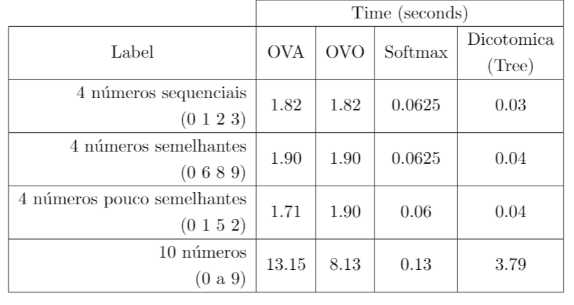 Time (seconds)
Label OVA OVO Softmax Dicotomica (Tree)
4 números sequenciais
(0 1 2 3) 1.82 1.82 0.0625 0.03
4 números semelhantes
(0 6 8 9) 1.90 1.90 0.0625 0.04
4 números pouco semelhantes
(0 1 5 2) 1.71 1.90 0.06 0.04
10 números
(0 a 9) 13.15 8.13 0.13 3.79